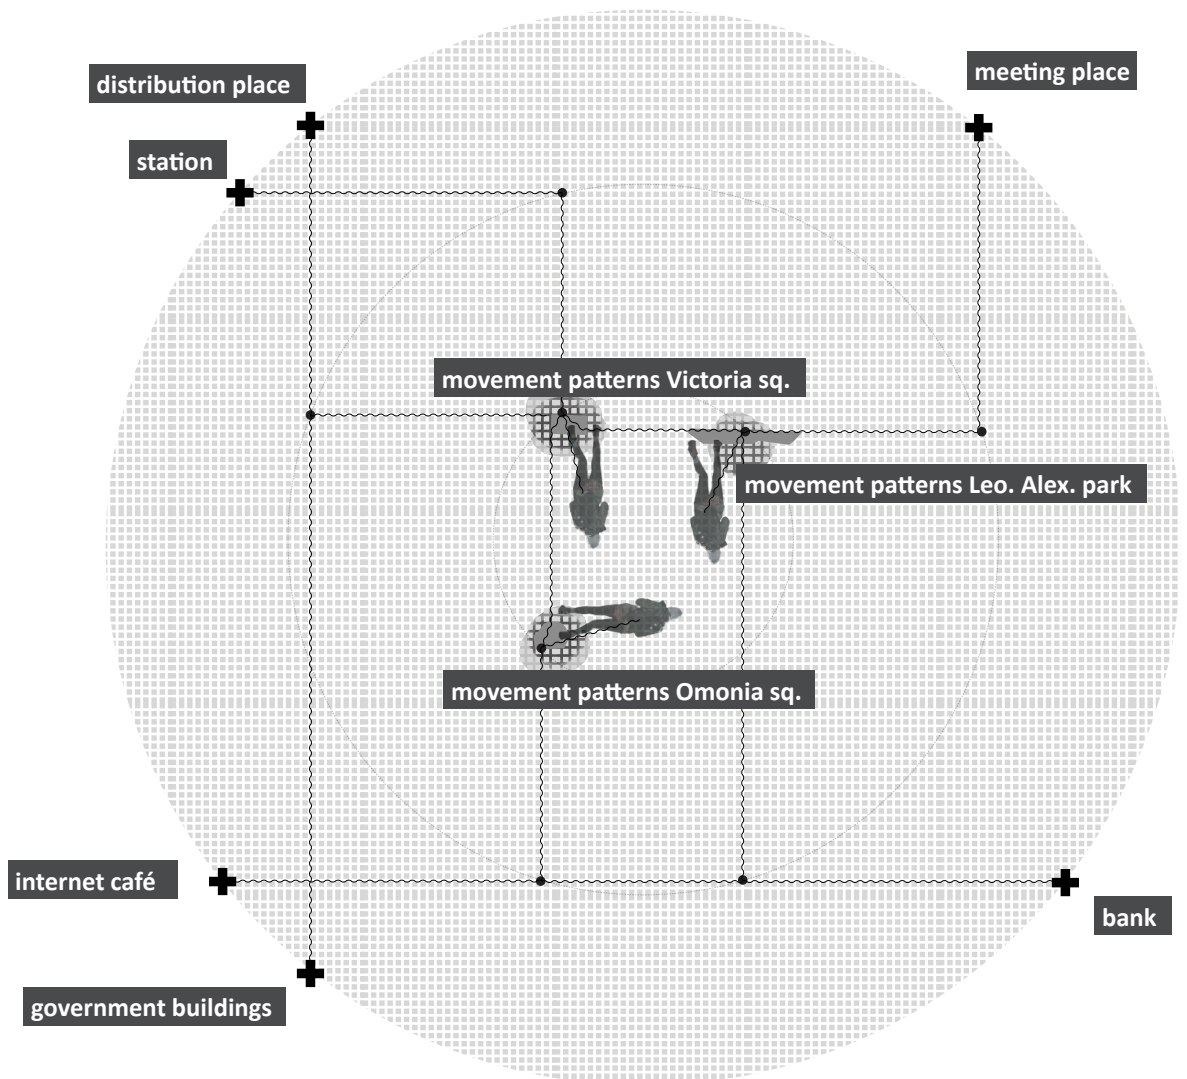 meeting place
distribution place
station
movement patterns Victoria sq.
movement patterns Leo. Alex. park
movement patterns Omonia sq.
internet café
bank
government buildings